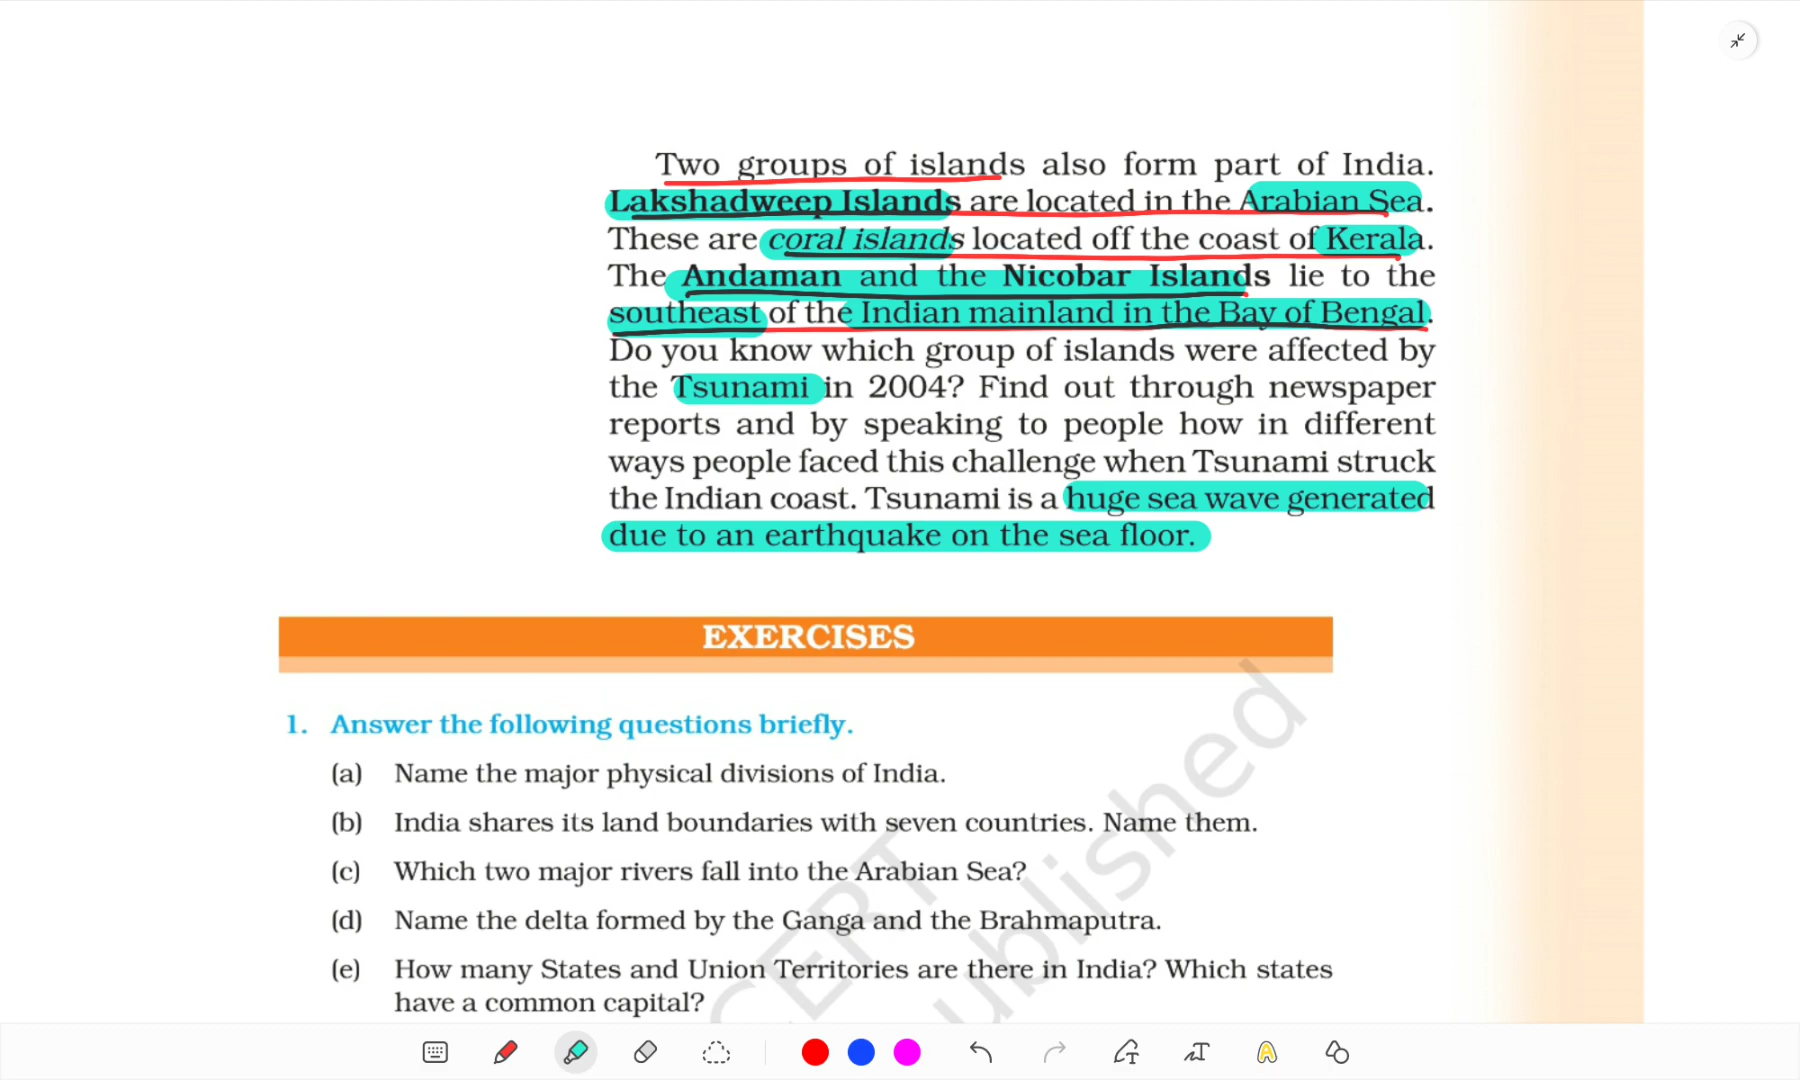 Two groups of islands also form part of India.
Lakshadweep Islands are located in the Arabian Sea.
These are coral islands located off the coast of Kerala.
The Andaman and the Nicobar Islands lie to the
southeast of the Indian mainland in the Bay of Bengal.
Do you know which group of islands were affected by
the Tsunami in 2004? Find out through newspaper
reports and by speaking to people how in different
ways people faced this challenge when Tsunami struck
the Indian coast. Tsunami is a huge sea wave generated
due to an earthquake on the sea floor.
EXERCISES
1. Answer the following questions briefly.
(a) Name the major physical divisions of India.
(b) India shares its land boundaries with seven countries. Name them.
(c) Which two major rivers fall into the Arabian Sea?
(d) Name the delta formed by the Ganga and the Brahmaputra.
(e) How many States and Union Territories are there in India? Which states
have a common capital?